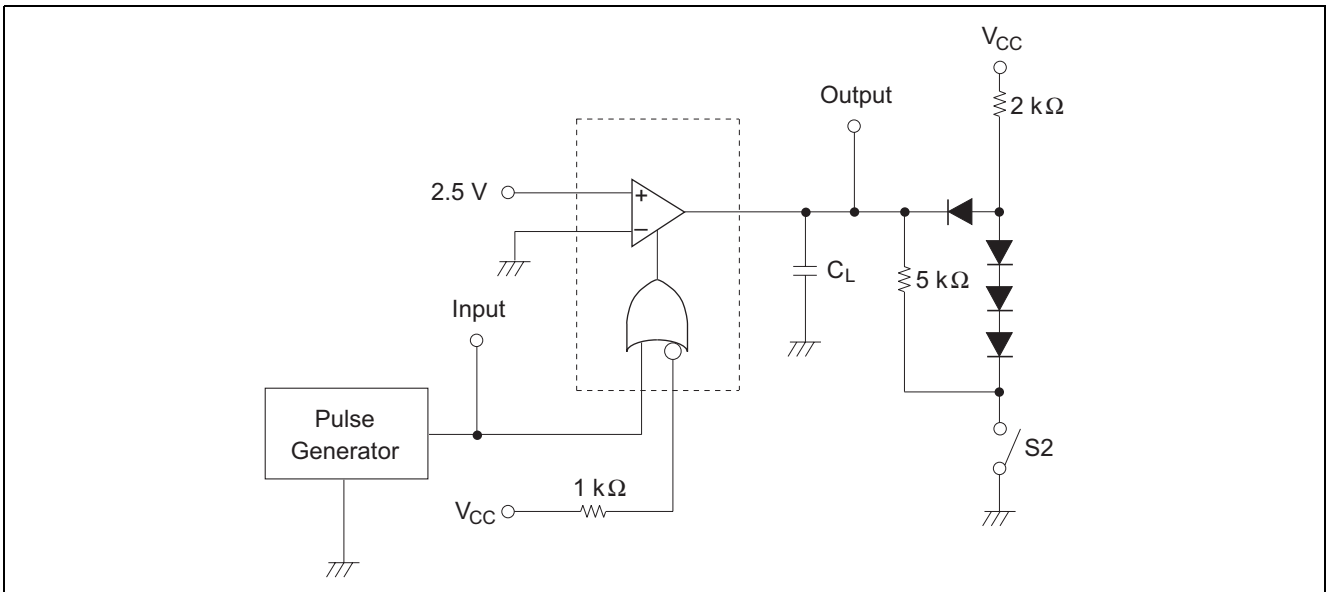 V_CC
2 kΩ
Output
2.5 V
+
−
C_L
5 kΩ
Input
Pulse
Generator
S2
1 kΩ
V_CC